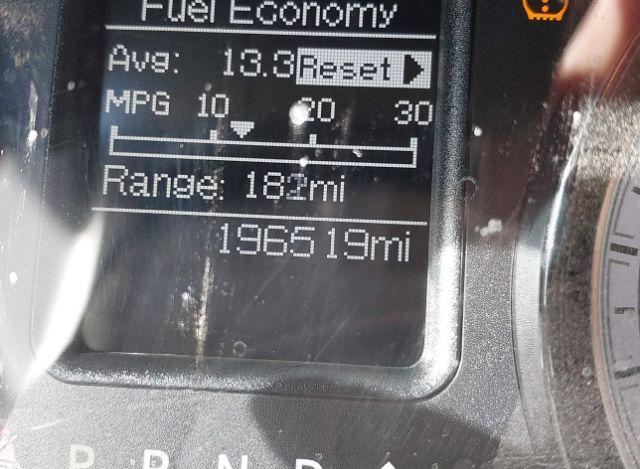 Fuel Economy
Avg: 13.3 Reset
MPG 10 20 30
Range: 182mi
196519mi
P R N D